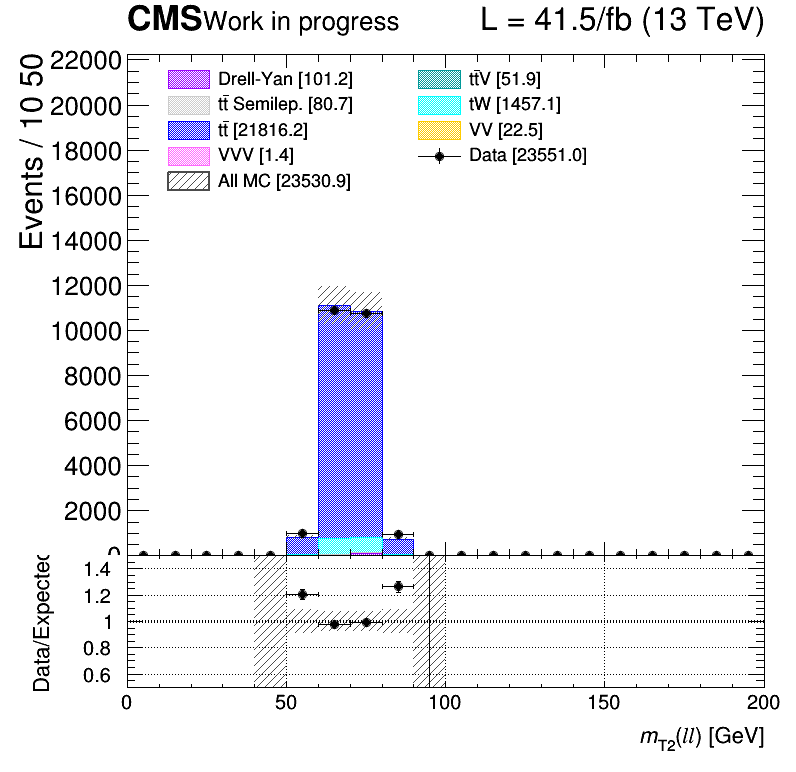 CMS Work in progress L = 41.5/fb (13 TeV)
Events / 10 50
22000
20000
18000
16000
14000
12000
10000
8000
6000
4000
2000
0
Drell-Yan [101.2]
tt̄ Semilep. [80.7]
tt̄ [21816.2]
VVV [1.4]
All MC [23530.9]
tt̄V [51.9]
tW [1457.1]
VV [22.5]
Data [23551.0]
Data/Expected
1.4
1.2
1
0.8
0.6
0 50 100 150 200
mT2(ll) [GeV]